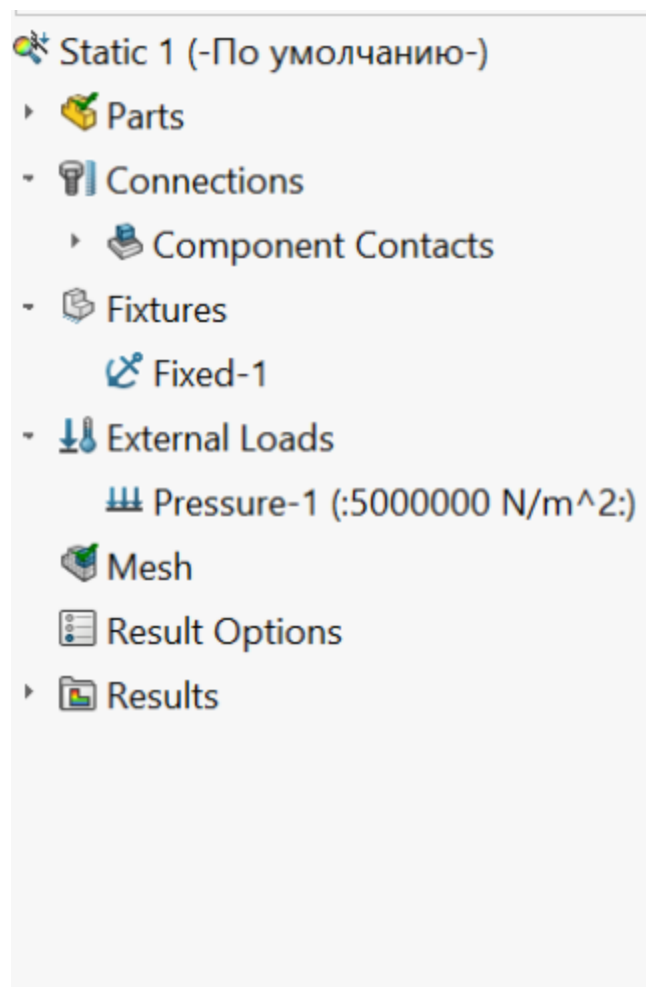 Static 1 (-По умолчанию-)
Parts
Connections
Component Contacts
Fixtures
Fixed-1
External Loads
Pressure-1 (:5000000 N/m^2:)
Mesh
Result Options
Results